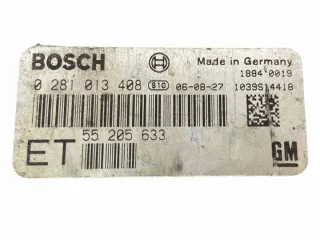 BOSCH Made in Germany
1884 0019
0 281 013 408 S10 06-08-27 1039S14416
55 205 633
ET GM